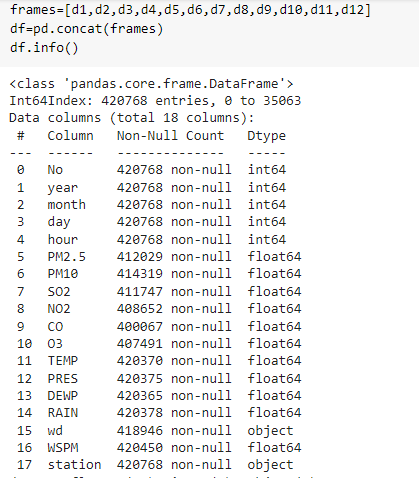 frames=[d1,d2,d3,d4,d5,d6,d7,d8,d9,d10,d11,d12]
df=pd.concat(frames)
df.info()
<class 'pandas.core.frame.DataFrame'>
Int64Index: 420768 entries, 0 to 35063
Data columns (total 18 columns):
 #   Column   Non-Null Count   Dtype
---  ------   --------------   -----
 0   No       420768 non-null  int64
 1   year     420768 non-null  int64
 2   month    420768 non-null  int64
 3   day      420768 non-null  int64
 4   hour     420768 non-null  int64
 5   PM2.5    412029 non-null  float64
 6   PM10     414319 non-null  float64
 7   SO2      411747 non-null  float64
 8   NO2      408652 non-null  float64
 9   CO       400067 non-null  float64
 10  O3       407491 non-null  float64
 11  TEMP     420370 non-null  float64
 12  PRES     420375 non-null  float64
 13  DEWP     420365 non-null  float64
 14  RAIN     420378 non-null  float64
 15  wd       418946 non-null  object
 16  WSPM     420450 non-null  float64
 17  station  420768 non-null  object